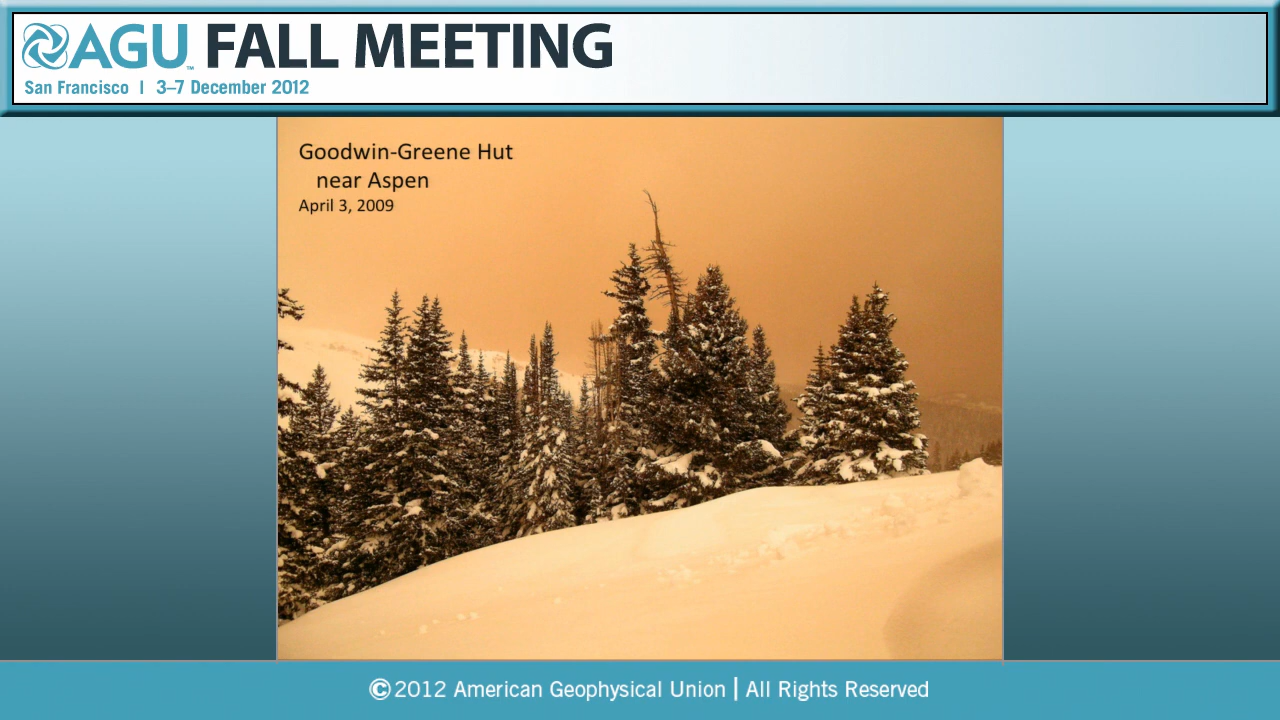 AGU™ FALL MEETING
San Francisco | 3–7 December 2012
Goodwin-Greene Hut
near Aspen
April 3, 2009
©2012 American Geophysical Union | All Rights Reserved